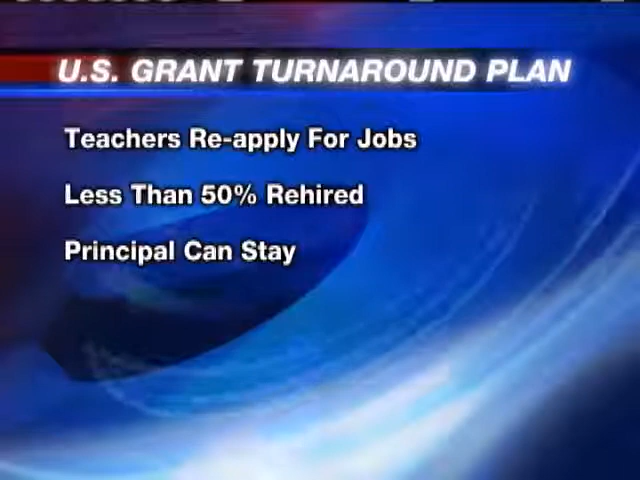 U.S. GRANT TURNAROUND PLAN
Teachers Re-apply For Jobs
Less Than 50% Rehired
Principal Can Stay